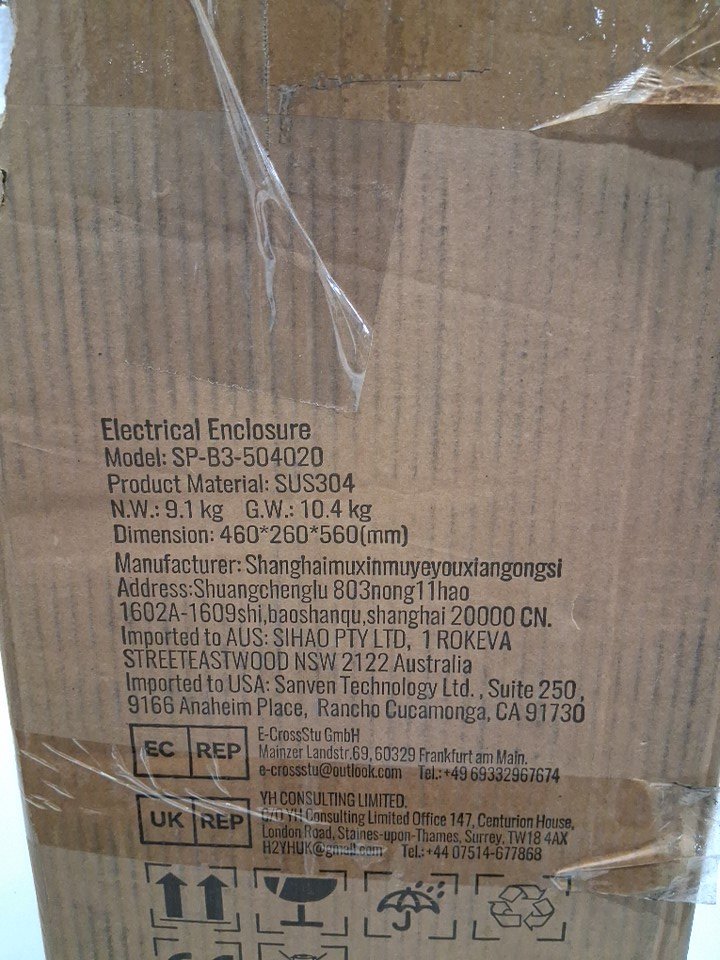 Electrical Enclosure
Model: SP-B3-504020
Product Material: SUS304
N.W.: 9.1 kg G.W.: 10.4 kg
Dimension: 460*260*560(mm)
Manufacturer: Shanghaimuxinmuyeyouxiangongsi
Address:Shuangchenglu 803nong11hao
1602A-1609shi,baoshanqu,shanghai 20000 CN.
Imported to AUS: SIHAO PTY LTD, 1 ROKEVA
STREETEASTWOOD NSW 2122 Australia
Imported to USA: Sanven Technology Ltd., Suite 250,
9166 Anaheim Place, Rancho Cucamonga, CA 91730
EC REP
E-CrossStu GmbH
Mainzer Landstr.69, 60329 Frankfurt am Main.
e-crossstu@outlook.com Tel.:+49 69332967674
UK REP
YH CONSULTING LIMITED.
C/O YH Consulting Limited Office 147, Centurion House,
London Road, Staines-upon-Thames, Surrey, TW18 4AX
H2YHUK@gmail.com Tel.:+44 07514-677868